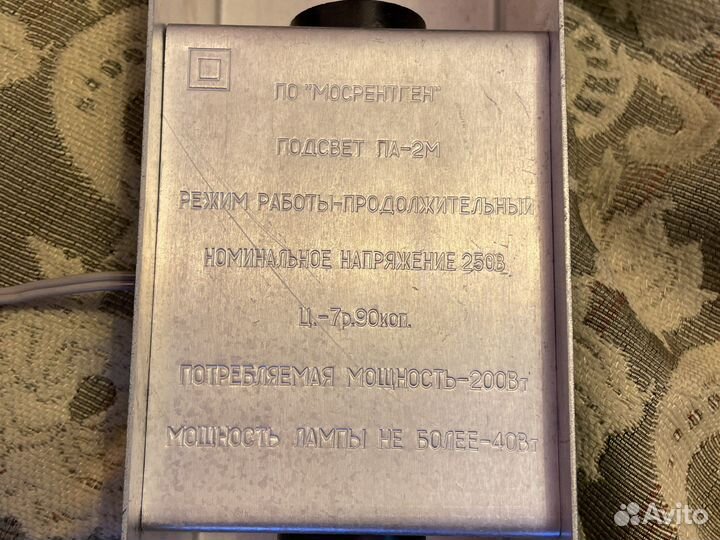 ПО "МОСРЕНТГЕН"
ПОДСВЕТ ПА-2М
РЕЖИМ РАБОТЫ-ПРОДОЛЖИТЕЛЬНЫЙ
НОМИНАЛЬНОЕ НАПРЯЖЕНИЕ 250В
Ц.-7р.90коп.
ПОТРЕБЛЯЕМАЯ МОЩНОСТЬ-200Вт
МОЩНОСТЬ ЛАМПЫ НЕ БОЛЕЕ-40Вт
Avito